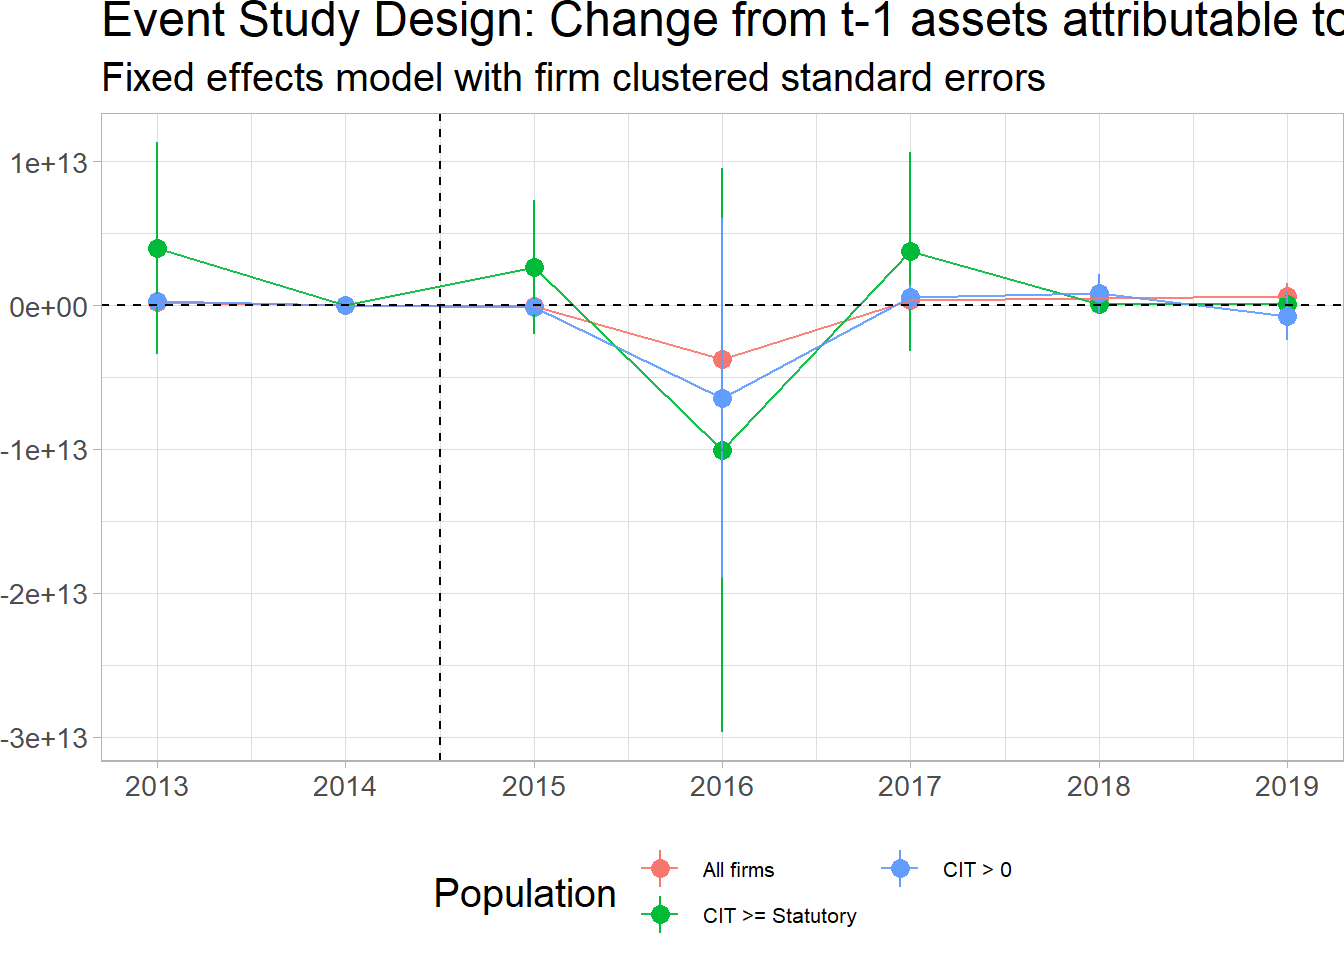 Event Study Design: Change from t-1 assets attributable to
Fixed effects model with firm clustered standard errors
1e+13
0e+00
-1e+13
-2e+13
-3e+13
2013 2014 2015 2016 2017 2018 2019
Population
All firms
CIT > 0
CIT >= Statutory